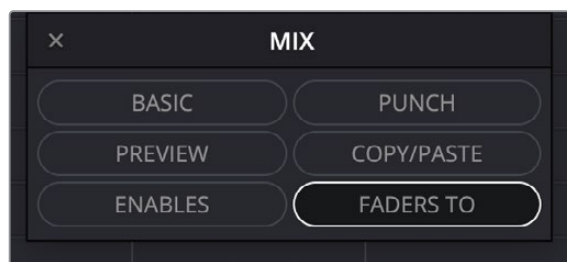 × MIX
BASIC PUNCH
PREVIEW COPY/PASTE
ENABLES FADERS TO